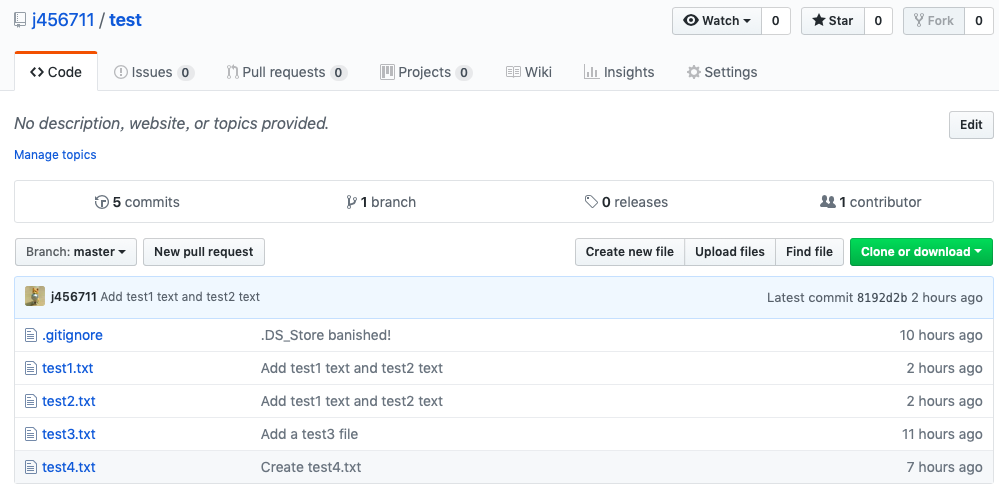 j456711 / test
Watch 0 Star 0 Fork 0
Code Issues 0 Pull requests 0 Projects 0 Wiki Insights Settings
No description, website, or topics provided. Edit
Manage topics
5 commits 1 branch 0 releases 1 contributor
Branch: master New pull request Create new file Upload files Find file Clone or download
j456711 Add test1 text and test2 text Latest commit 8192d2b 2 hours ago
.gitignore .DS_Store banished! 10 hours ago
test1.txt Add test1 text and test2 text 2 hours ago
test2.txt Add test1 text and test2 text 2 hours ago
test3.txt Add a test3 file 11 hours ago
test4.txt Create test4.txt 7 hours ago